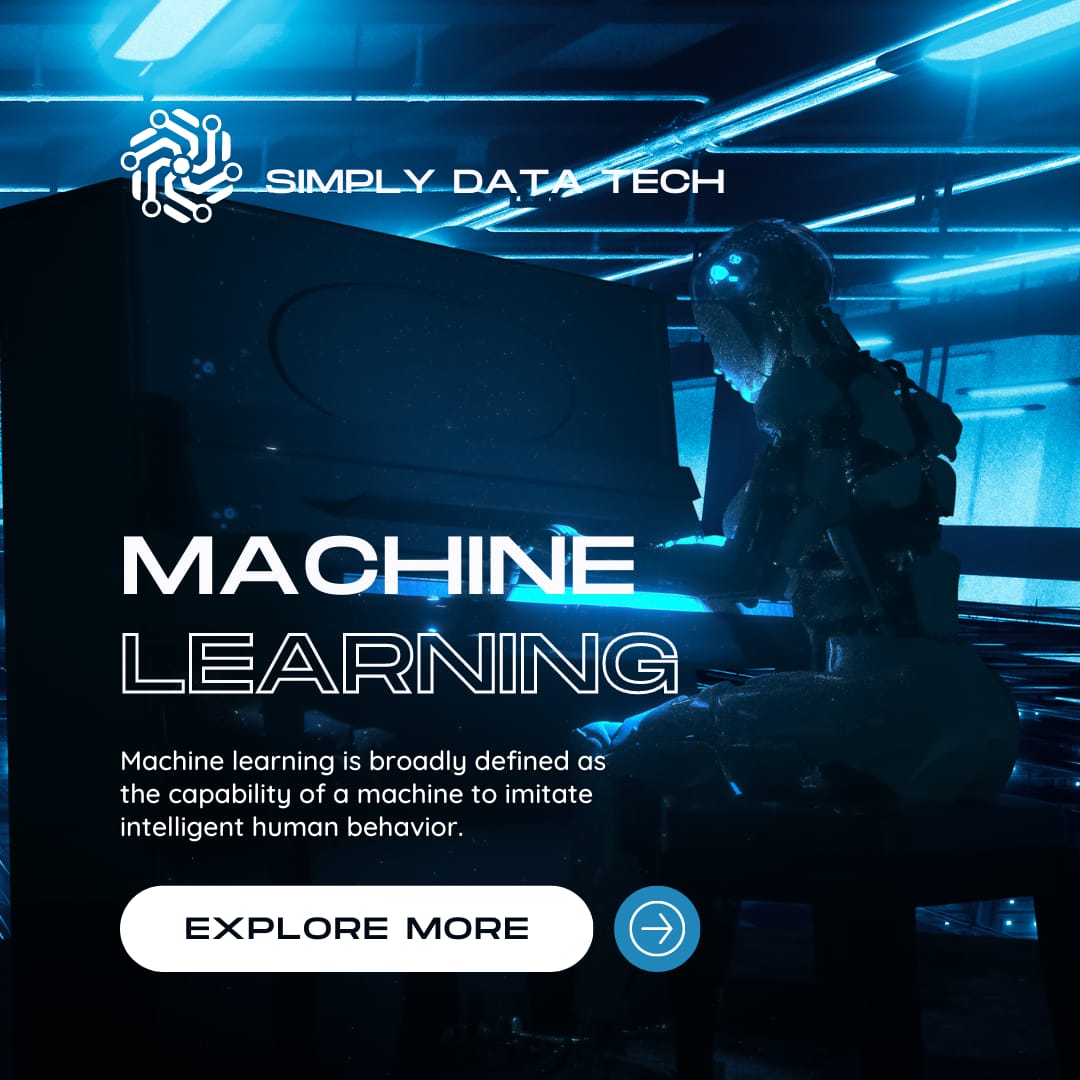 SIMPLY DATA TECH
MACHINE
LEARNING
Machine learning is broadly defined as
the capability of a machine to imitate
intelligent human behavior.
EXPLORE MORE